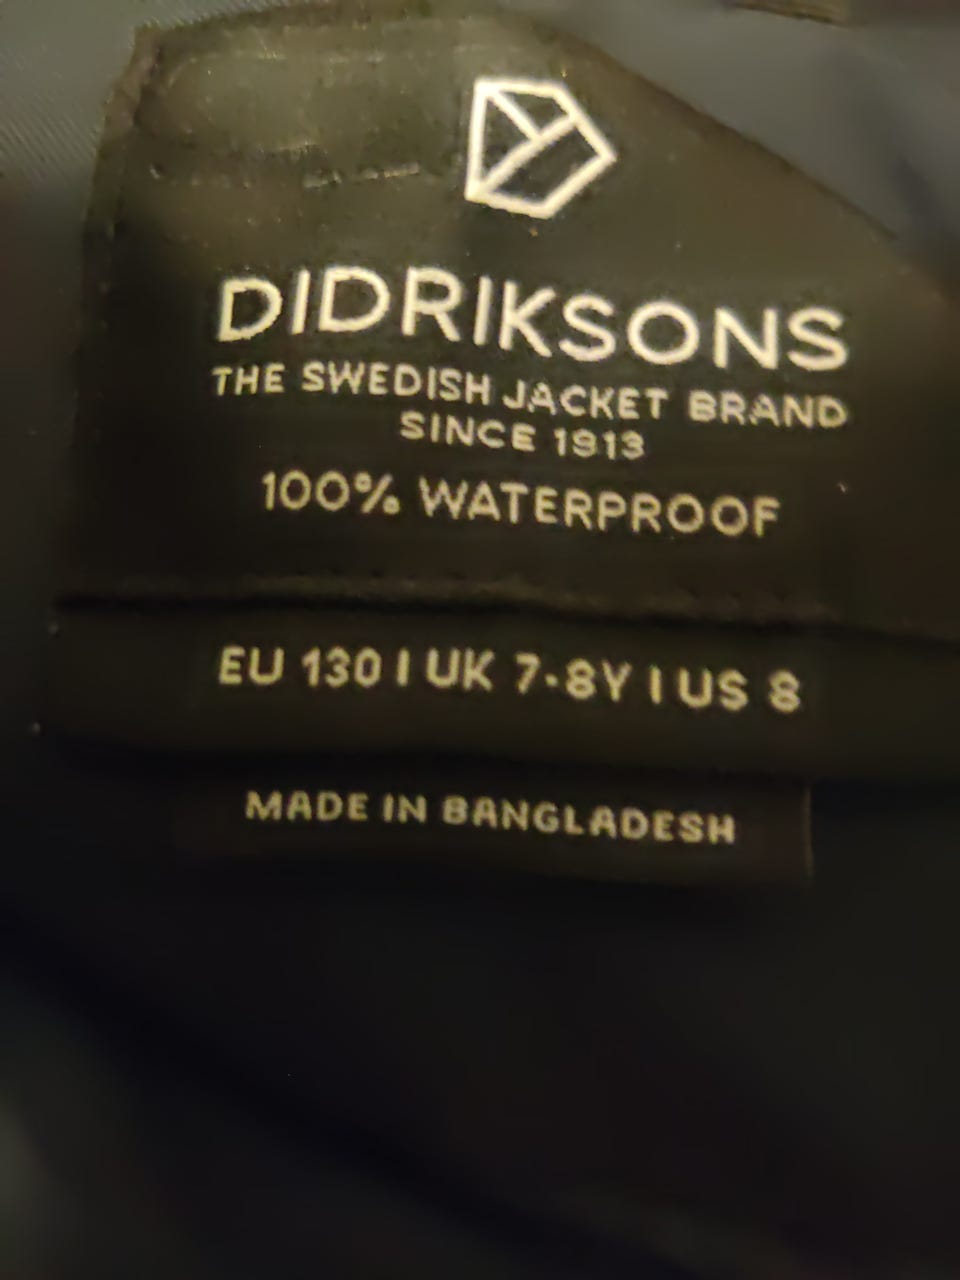 DIDRIKSONS
THE SWEDISH JACKET BRAND
SINCE 1913
100% WATERPROOF
EU 130 | UK 7-8Y | US 8
MADE IN BANGLADESH